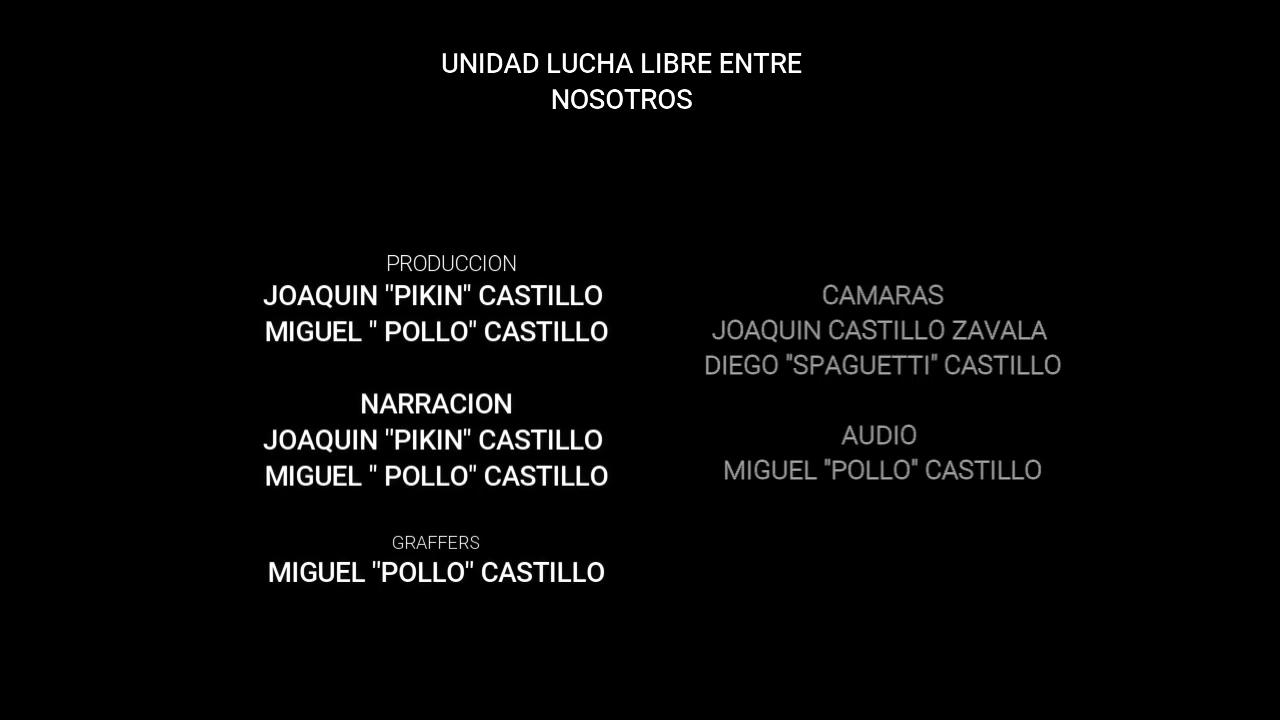 UNIDAD LUCHA LIBRE ENTRE
NOSOTROS
PRODUCCION
JOAQUIN "PIKIN" CASTILLO
MIGUEL " POLLO" CASTILLO
NARRACION
JOAQUIN "PIKIN" CASTILLO
MIGUEL " POLLO" CASTILLO
GRAFFERS
MIGUEL "POLLO" CASTILLO
CAMARAS
JOAQUIN CASTILLO ZAVALA
DIEGO "SPAGUETTI" CASTILLO
AUDIO
MIGUEL "POLLO" CASTILLO